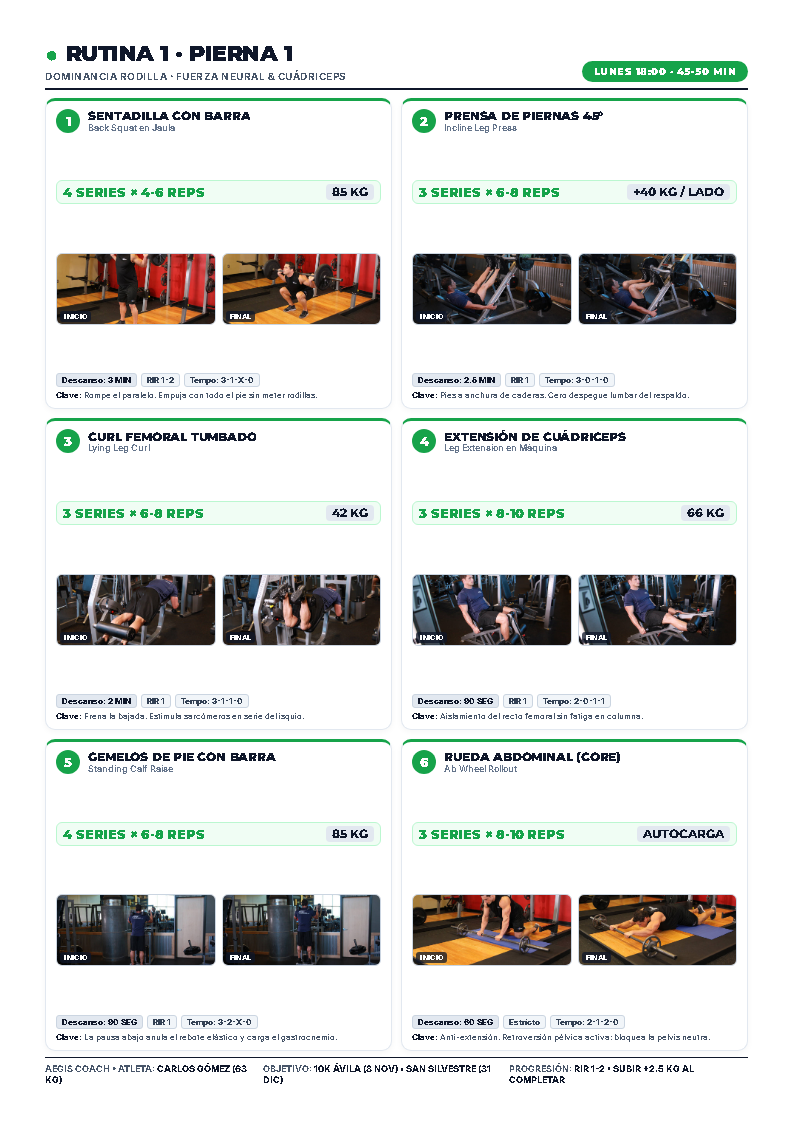 RUTINA 1 • PIERNA 1
DOMINANCIA RODILLA • FUERZA NEURAL & CUÁDRICEPS
LUNES 18:00 · 45-50 MIN
1
SENTADILLA CON BARRA
Back Squat en Jaula
4 SERIES × 4-6 REPS
85 KG
INICIO
FINAL
Descanso: 3 MIN
RIR 1-2
Tempo: 3-1-X-0
Clave: Rompe el paralelo. Empuja con todo el pie sin meter rodillas.
2
PRENSA DE PIERNAS 45º
Incline Leg Press
3 SERIES × 6-8 REPS
+40 KG / LADO
INICIO
FINAL
Descanso: 2.5 MIN
RIR 1
Tempo: 3-0-1-0
Clave: Pies a anchura de caderas. Cero despegue lumbar del respaldo.
3
CURL FEMORAL TUMBADO
Lying Leg Curl
3 SERIES × 6-8 REPS
42 KG
INICIO
FINAL
Descanso: 2 MIN
RIR 1
Tempo: 3-1-1-0
Clave: Frena la bajada. Estimula sarcómeros en serie del isquio.
4
EXTENSIÓN DE CUÁDRICEPS
Leg Extension en Máquina
3 SERIES × 8-10 REPS
66 KG
INICIO
FINAL
Descanso: 90 SEG
RIR 1
Tempo: 2-0-1-1
Clave: Aislamiento del recto femoral sin fatiga en columna.
5
GEMELOS DE PIE CON BARRA
Standing Calf Raise
4 SERIES × 6-8 REPS
85 KG
INICIO
FINAL
Descanso: 90 SEG
RIR 1
Tempo: 3-2-X-0
Clave: La pausa abajo anula el rebote elástico y carga el gastrocnemio.
6
RUEDA ABDOMINAL (CORE)
Ab Wheel Rollout
3 SERIES × 8-10 REPS
AUTOCARGA
INICIO
FINAL
Descanso: 60 SEG
Estricto
Tempo: 2-1-2-0
Clave: Anti-extensión. Retroversión pélvica activa: bloquea la pelvis neutra.
AEGIS COACH • ATLETA: CARLOS GÓMEZ (63
KG)
OBJETIVO: 10K ÁVILA (8 NOV) • SAN SILVESTRE (31
DIC)
PROGRESIÓN: RIR 1-2 • SUBIR +2.5 KG AL
COMPLETAR